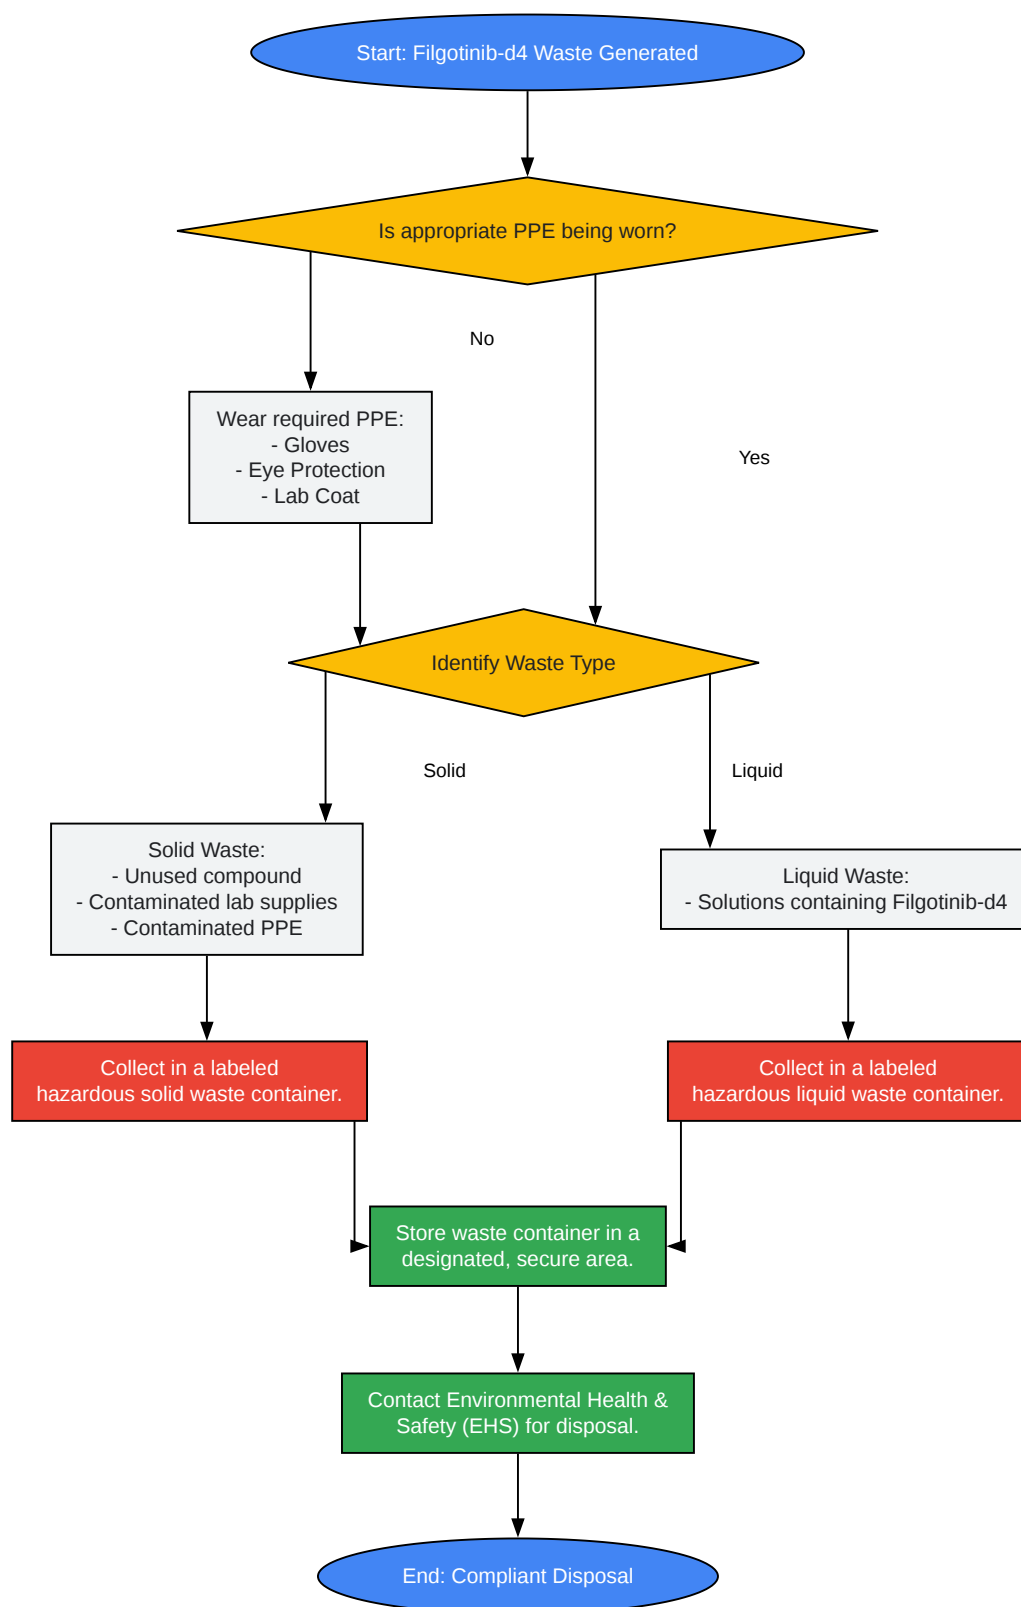 Start: Filgotinib-d4 Waste Generated
Is appropriate PPE being worn?
No
Wear required PPE:
- Gloves
- Eye Protection
- Lab Coat
Yes
Identify Waste Type
Solid
Liquid
Solid Waste:
- Unused compound
- Contaminated lab supplies
- Contaminated PPE
Liquid Waste:
- Solutions containing Filgotinib-d4
Collect in a labeled
hazardous solid waste container.
Collect in a labeled
hazardous liquid waste container.
Store waste container in a
designated, secure area.
Contact Environmental Health &
Safety (EHS) for disposal.
End: Compliant Disposal